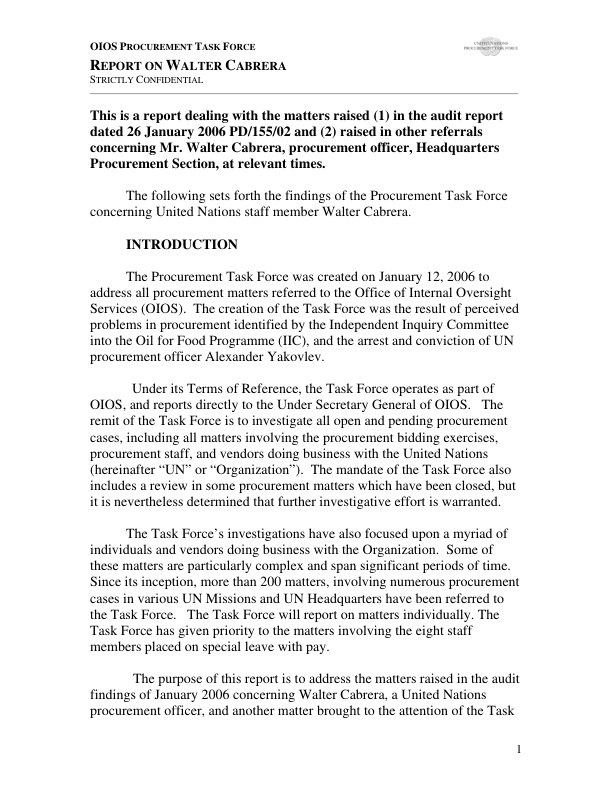 OIOS PROCUREMENT TASK FORCE
REPORT ON WALTER CABRERA
STRICTLY CONFIDENTIAL
UNITED NATIONS
PROCUREMENT TASK FORCE
This is a report dealing with the matters raised (1) in the audit report
dated 26 January 2006 PD/155/02 and (2) raised in other referrals
concerning Mr. Walter Cabrera, procurement officer, Headquarters
Procurement Section, at relevant times.
The following sets forth the findings of the Procurement Task Force
concerning United Nations staff member Walter Cabrera.
INTRODUCTION
The Procurement Task Force was created on January 12, 2006 to
address all procurement matters referred to the Office of Internal Oversight
Services (OIOS).  The creation of the Task Force was the result of perceived
problems in procurement identified by the Independent Inquiry Committee
into the Oil for Food Programme (IIC), and the arrest and conviction of UN
procurement officer Alexander Yakovlev.
Under its Terms of Reference, the Task Force operates as part of
OIOS, and reports directly to the Under Secretary General of OIOS.   The
remit of the Task Force is to investigate all open and pending procurement
cases, including all matters involving the procurement bidding exercises,
procurement staff, and vendors doing business with the United Nations
(hereinafter “UN” or “Organization”).  The mandate of the Task Force also
includes a review in some procurement matters which have been closed, but
it is nevertheless determined that further investigative effort is warranted.
The Task Force’s investigations have also focused upon a myriad of
individuals and vendors doing business with the Organization.  Some of
these matters are particularly complex and span significant periods of time.
Since its inception, more than 200 matters, involving numerous procurement
cases in various UN Missions and UN Headquarters have been referred to
the Task Force.   The Task Force will report on matters individually. The
Task Force has given priority to the matters involving the eight staff
members placed on special leave with pay.
The purpose of this report is to address the matters raised in the audit
findings of January 2006 concerning Walter Cabrera, a United Nations
procurement officer, and another matter brought to the attention of the Task
1